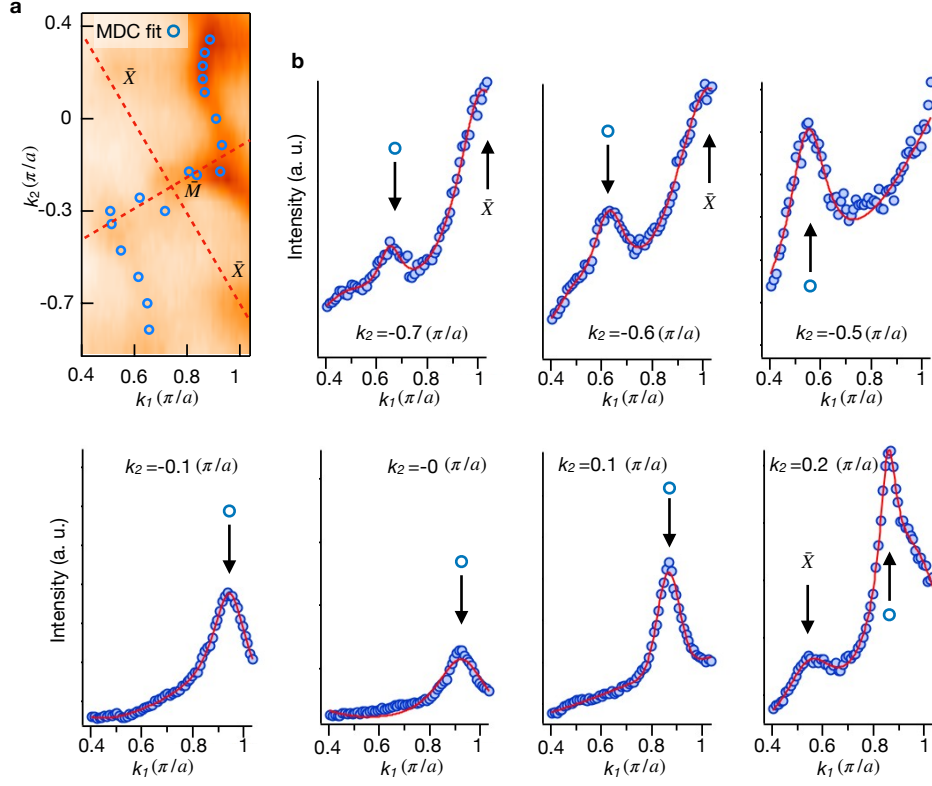 a
MDC fit
0.4
0
-0.3
-0.7
k₂ (π/a)
X̄
M̄
X̄
0.4 0.6 0.8 1
k₁ (π/a)
b
Intensity (a. u.)
X̄
k₂ =-0.7 (π/a)
0.4 0.6 0.8 1
k₁ (π/a)
X̄
k₂ =-0.6 (π/a)
0.4 0.6 0.8 1
k₁ (π/a)
k₂ =-0.5 (π/a)
0.4 0.6 0.8 1
k₁ (π/a)
Intensity (a. u.)
k₂ =-0.1 (π/a)
0.4 0.6 0.8 1
k₁ (π/a)
k₂ =-0 (π/a)
0.4 0.6 0.8 1
k₁ (π/a)
k₂ =0.1 (π/a)
0.4 0.6 0.8 1
k₁ (π/a)
k₂ =0.2 (π/a)
X̄
0.4 0.6 0.8 1
k₁ (π/a)